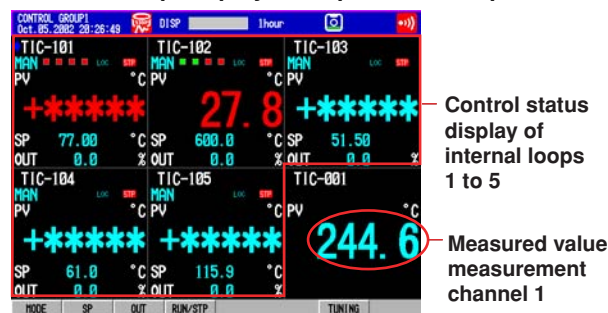 CONTROL GROUP1
Oct.05.2002 20:26:49
DISP
1hour
TIC-101
MAN
LOC
STP
PV
°C
+*****
SP 77.00 °C
OUT 0.0 %
TIC-102
MAN
LOC
STP
PV
°C
27.8
SP 600.0 °C
OUT 0.0 %
TIC-103
MAN
LOC
STP
PV
°C
+*****
SP 51.50
OUT 0.0 %
TIC-104
MAN
LOC
STP
PV
°C
+*****
SP 61.0 °C
OUT 0.0 %
TIC-105
MAN
LOC
STP
PV
°C
+*****
SP 115.9 °C
OUT 0.0 %
TIC-001
PV
°C
244.6
MODE
SP
OUT
RUN/STP
TUNING
Control status
display of
internal loops
1 to 5
Measured value
measurement
channel 1